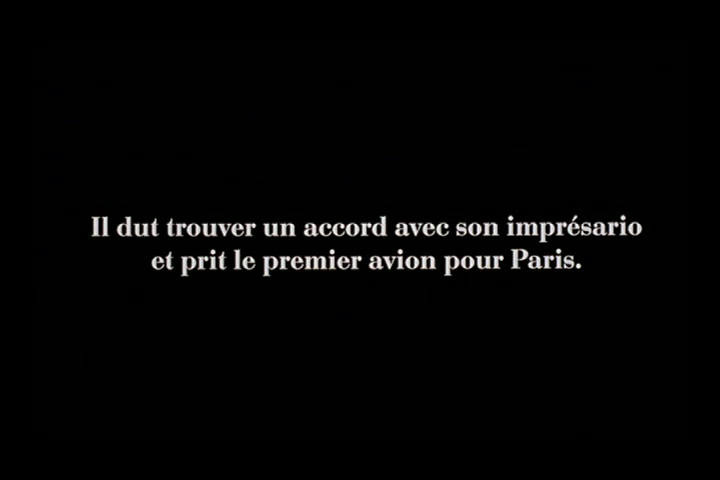 Il dut trouver un accord avec son imprésario
et prit le premier avion pour Paris.